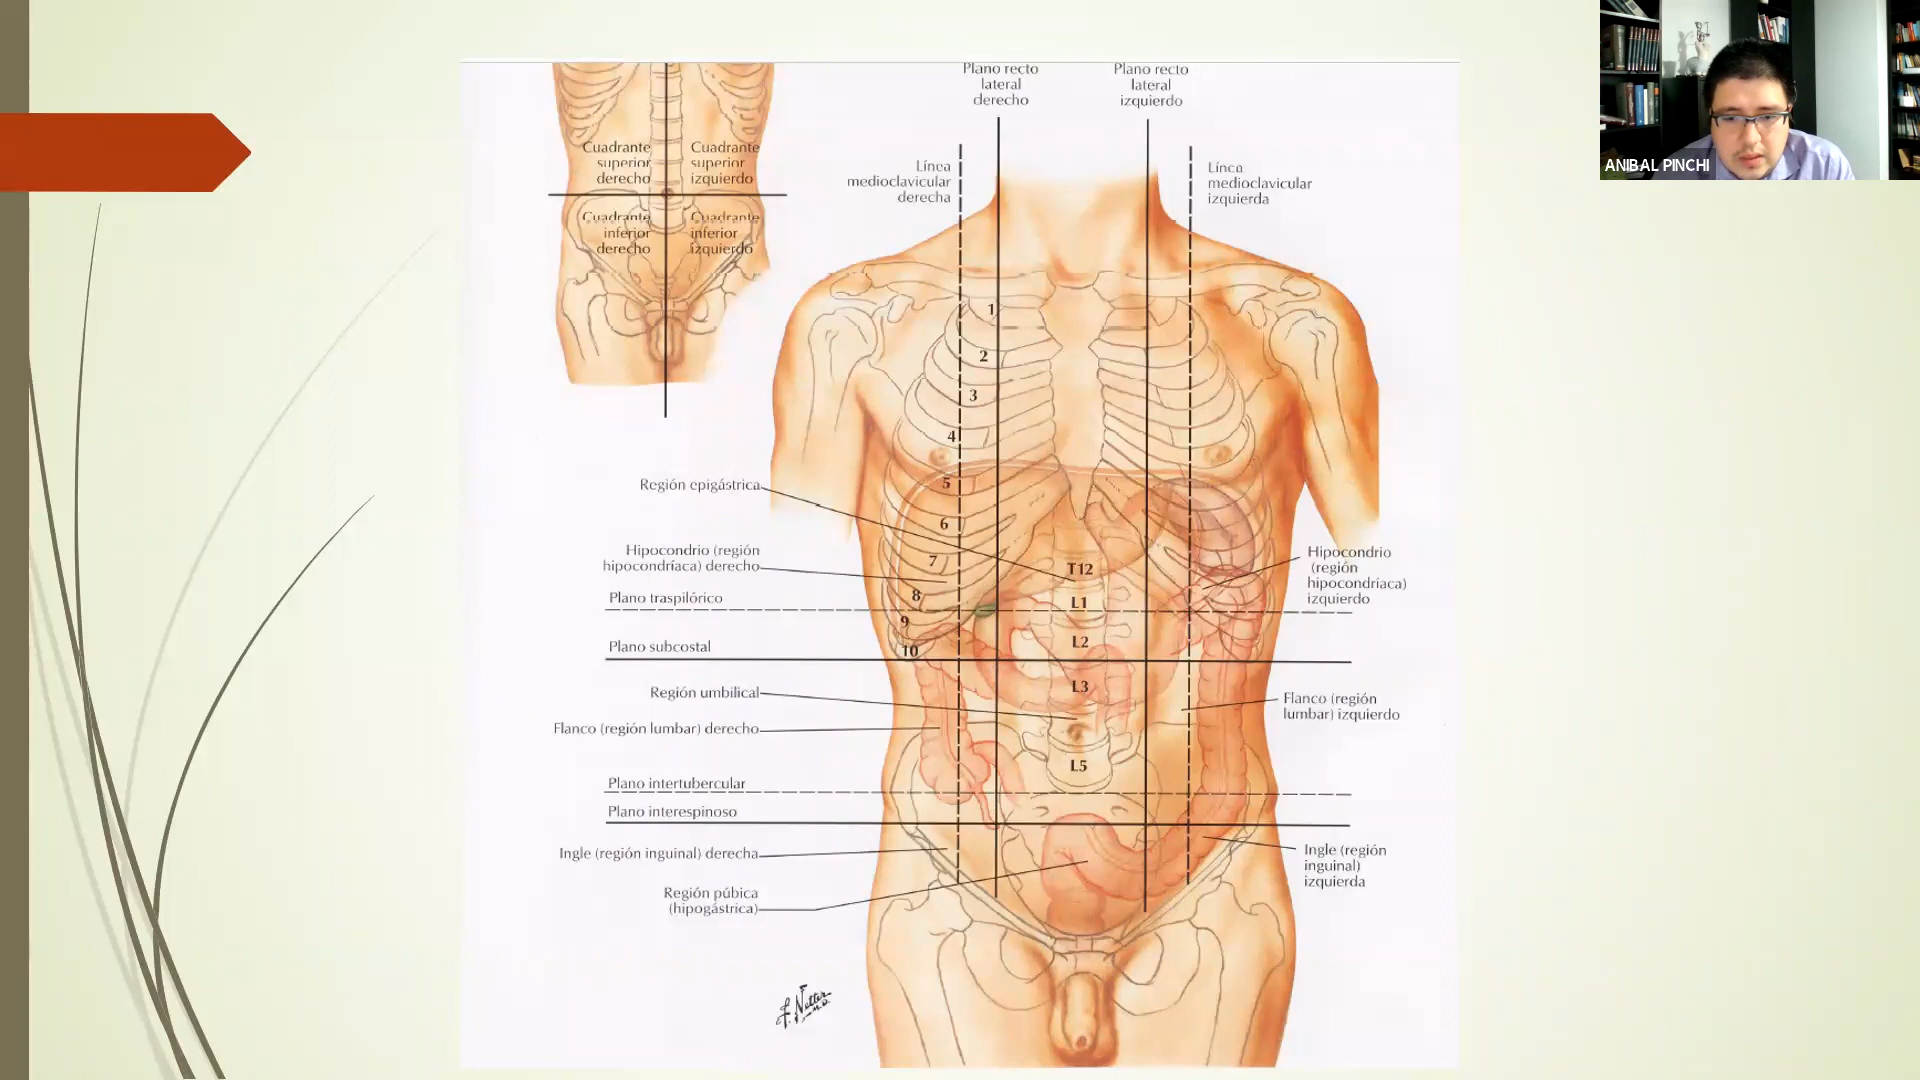 Plano recto
lateral
derecho
Plano recto
lateral
izquierdo
Cuadrante
superior
derecho
Cuadrante
superior
izquierdo
Cuadrante
inferior
derecho
Cuadrante
inferior
izquierdo
Línea
medioclavicular
derecha
Línea
medioclavicular
izquierda
ANIBAL PINCHI
1
2
3
4
5
6
7
8
9
10
T12
L1
L2
L3
L5
Región epigástrica
Hipocondrio (región
hipocondríaca) derecho
Plano traspilórico
Plano subcostal
Región umbilical
Flanco (región lumbar) derecho
Plano intertubercular
Plano interespinoso
Ingle (región inguinal) derecha
Región púbica
(hipogástrica)
Hipocondrio
(región
hipocondríaca)
izquierdo
Flanco (región
lumbar) izquierdo
Ingle (región
inguinal)
izquierda
F. Netter
M.D.